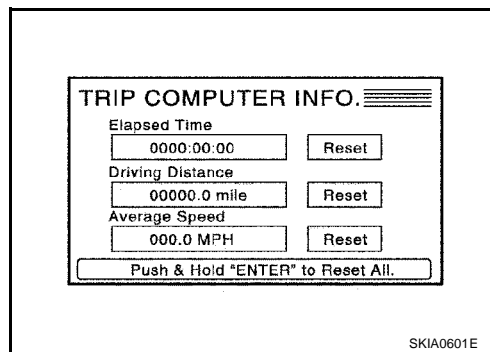 TRIP COMPUTER INFO.
Elapsed Time
0000:00:00 Reset
Driving Distance
00000.0 mile Reset
Average Speed
000.0 MPH Reset
Push & Hold "ENTER" to Reset All.
SKIA0601E